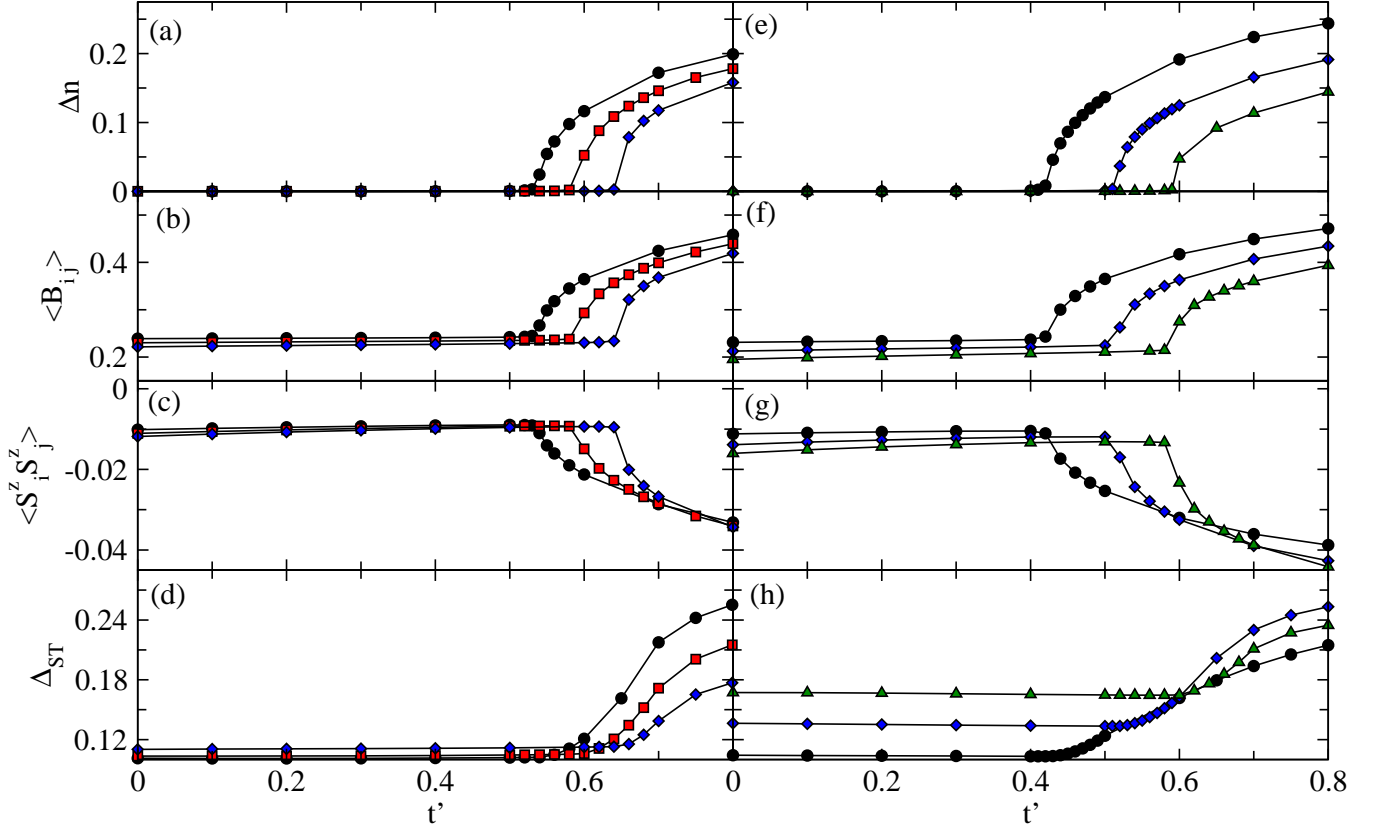 (a)
(e)
0.2
0.1
0
Δn
(b)
(f)
0.4
0.2
<B_ij>
(c)
(g)
0
-0.02
-0.04
<S^z_i S^z_j>
(d)
(h)
0.24
0.18
0.12
Δ_ST
0 0.2 0.4 0.6 0 0.2 0.4 0.6 0.8
t' t'